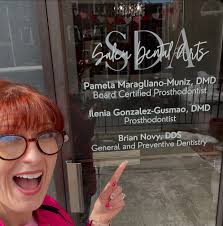 SDA
Salem Dental Arts
Pamela Maragliano-Muniz, DMD
Board Certified Prosthodontist
Ilenia Gonzalez-Gusmao, DMD
Prosthodontist
Brian Novy, DDS
General and Preventive Dentistry